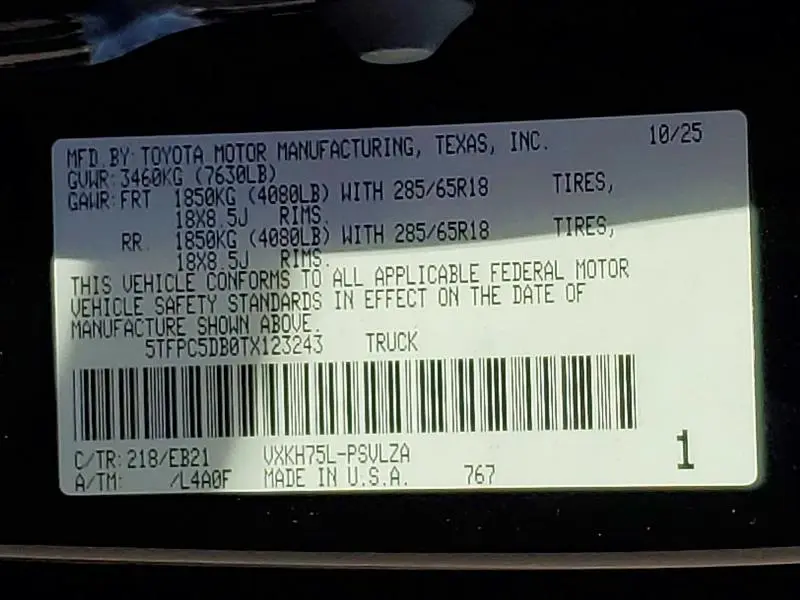 MFD.BY: TOYOTA MOTOR MANUFACTURING, TEXAS, INC. 10/25
GVWR: 3460KG (7630LB)
GAWR: FRT 1850KG (4080LB) WITH 285/65R18 TIRES,
18X8.5J RIMS.
RR 1850KG (4080LB) WITH 285/65R18 TIRES,
18X8.5J RIMS.
THIS VEHICLE CONFORMS TO ALL APPLICABLE FEDERAL MOTOR
VEHICLE SAFETY STANDARDS IN EFFECT ON THE DATE OF
MANUFACTURE SHOWN ABOVE.
5TFPC5DB0TX123243 TRUCK
C/TR: 218/EB21 VXKH75L-PSVLZA
A/TM: /L4A0F MADE IN U.S.A. 767
1